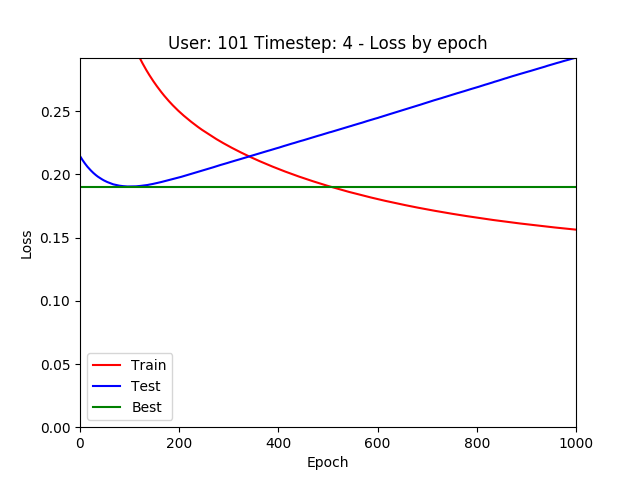 User: 101 Timestep: 4 - Loss by epoch
Loss
0.25
0.20
0.15
0.10
0.05
0.00
Train
Test
Best
0 200 400 600 800 1000
Epoch